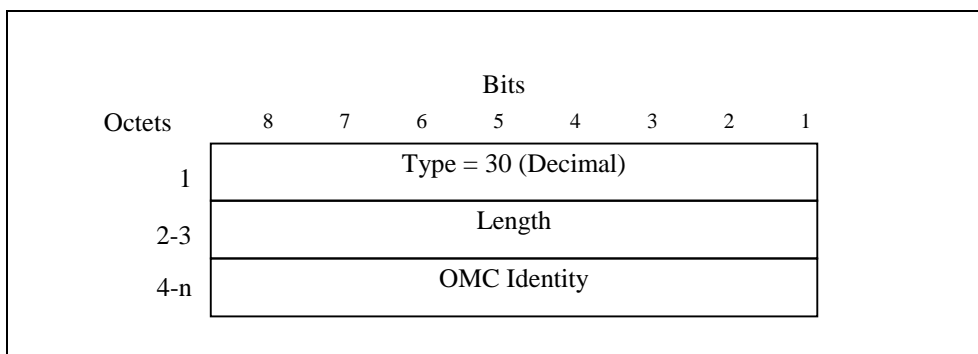 Bits
Octets 8 7 6 5 4 3 2 1
1 Type = 30 (Decimal)
2-3 Length
4-n OMC Identity